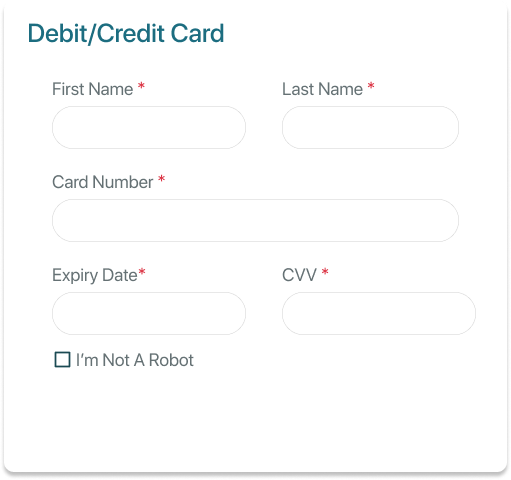 Debit/Credit Card
First Name * Last Name *
Card Number *
Expiry Date* CVV *
I'm Not A Robot